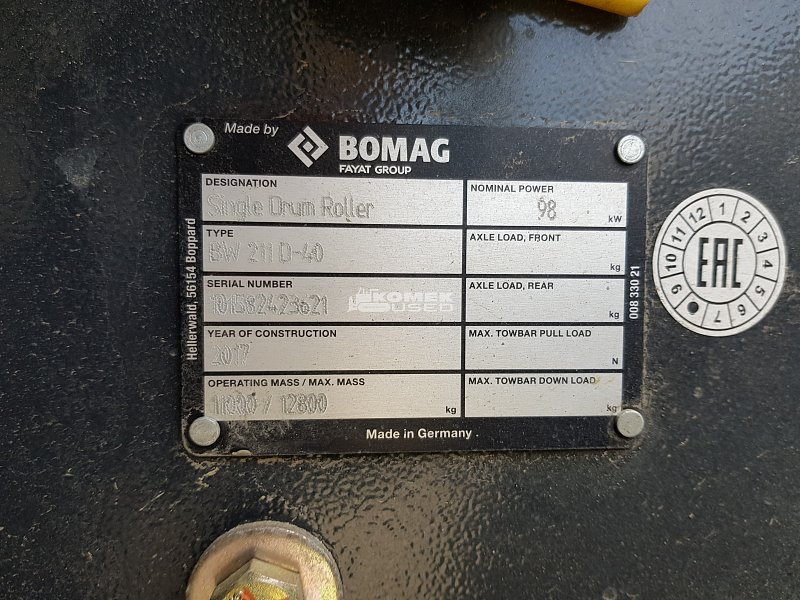 Made by BOMAG
FAYAT GROUP
DESIGNATION
Single Drum Roller
NOMINAL POWER
98 kW
TYPE
BW 211 D-40
AXLE LOAD, FRONT
kg
SERIAL NUMBER
101582423621
KOMEK
USED
AXLE LOAD, REAR
kg
YEAR OF CONSTRUCTION
2017
MAX. TOWBAR PULL LOAD
N
OPERATING MASS / MAX. MASS
11000 / 12800 kg
MAX. TOWBAR DOWN LOAD
kg
Made in Germany
Hellerwald, 56154 Boppard
008 330 21
EAC
1 2 3 4 5 6 7 9 10 11 12